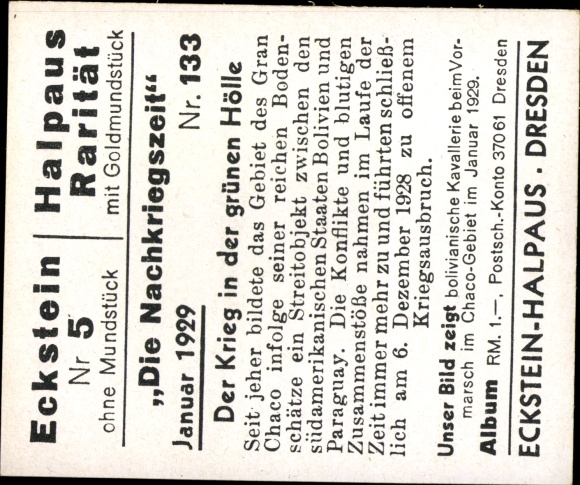 Eckstein
Nr 5
ohne Mundstück
Halpaus
Rarität
mit Goldmundstück
„Die Nachkriegszeit“
Januar 1929
Nr. 133
Der Krieg in der grünen Hölle
Seit jeher bildete das Gebiet des Gran
Chaco infolge seiner reichen Boden-
schätze ein Streitobjekt zwischen den
südamerikanischen Staaten Bolivien und
Paraguay. Die Konflikte und blutigen
Zusammenstöße nahmen im Laufe der
Zeit immer mehr zu und führten schließ-
lich am 6. Dezember 1928 zu offenem
Kriegsausbruch.
Unser Bild zeigt bolivianische Kavallerie beim Vor-
marsch im Chaco-Gebiet im Januar 1929.
Album RM. 1.—, Postsch.-Konto 37061 Dresden
ECKSTEIN-HALPAUS · DRESDEN